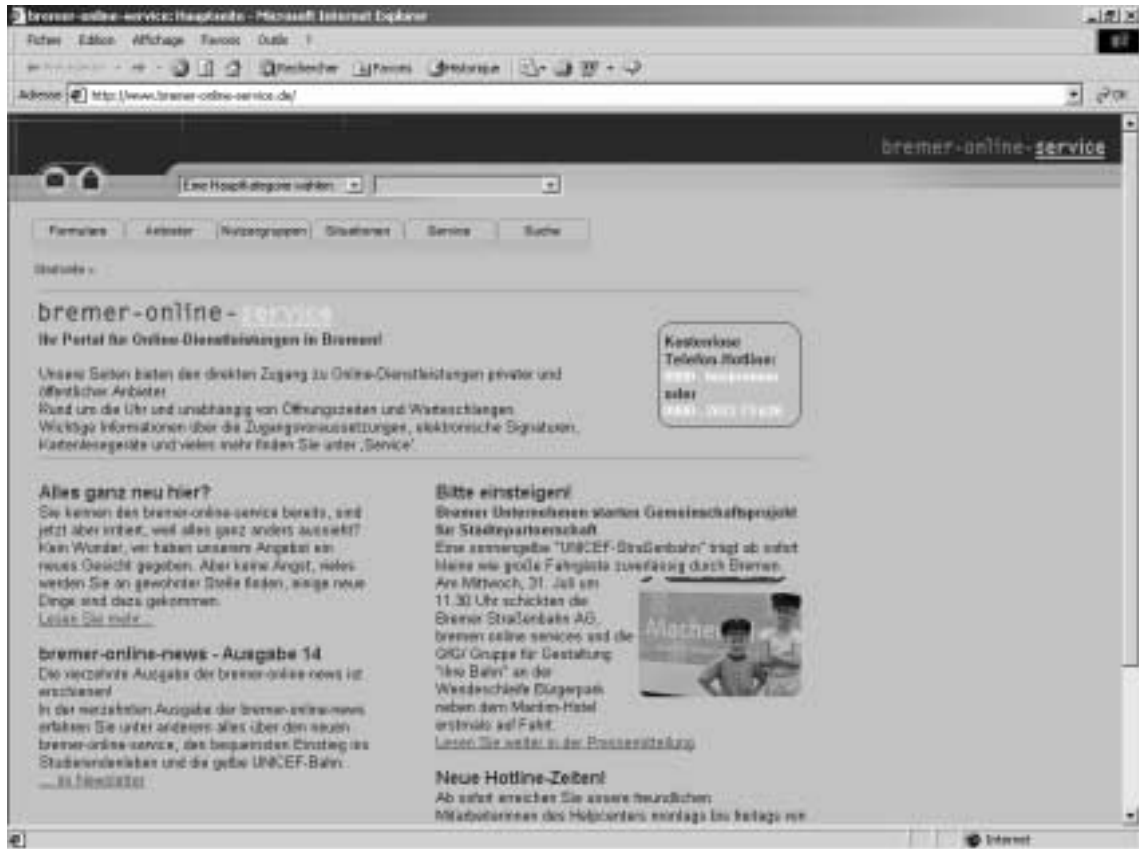 bremer-online-service: Hauptseite - Microsoft Internet Explorer
Fichier Edition Affichage Favoris Outils ?
Rechercher Favoris Historique
Adresse http://www.bremer-online-service.de/ OK
bremer-online-service
Eine Hauptkategorie wählen
Formulare Anbieter Nutzergruppen Situationen Service Suche
Startseite »
bremer-online-service
Ihr Portal für Online-Dienstleistungen in Bremen!
Unsere Seiten bieten den direkten Zugang zu Online-Dienstleistungen privater und
öffentlicher Anbieter.
Rund um die Uhr und unabhängig von Öffnungszeiten und Warteschlangen.
Wichtige Informationen über die Zugangsvoraussetzungen, elektronische Signaturen,
Kartenlesegeräte und vieles mehr finden Sie unter „Service“.
Kostenlose
Telefon-Hotline:
oder
Alles ganz neu hier?
Sie kennen den bremer-online-service bereits, sind
jetzt aber irritiert, weil alles ganz anders aussieht?
Kein Wunder, wir haben unserem Angebot ein
neues Gesicht gegeben. Aber keine Angst, vieles
werden Sie an gewohnter Stelle finden, einige neue
Dinge sind dazu gekommen.
Lesen Sie mehr...
bremer-online-news - Ausgabe 14
Die vierzehnte Ausgabe der bremer-online-news ist
erschienen!
In der vierzehnten Ausgabe der bremer-online-news
erfahren Sie unter anderem alles über den neuen
bremer-online-service, den bequemsten Einstieg ins
Studierendenleben und die gelbe UNICEF-Bahn.
... im Newsletter
Bitte einsteigen!
Bremer Unternehmen starten Gemeinschaftsprojekt
für Städtepartnerschaft
Eine sonnengelbe "UNICEF-Straßenbahn" trägt ab sofort
kleine wie große Fahrgäste zuverlässig durch Bremen.
Am Mittwoch, 31. Juli um
11.30 Uhr schickten die
Bremer Straßenbahn AG,
bremen online services und die
GfG/ Gruppe für Gestaltung
"ihre Bahn" an der
Wendeschleife Bürgerpark
neben dem Maritim-Hotel
erstmals auf Fahrt.
Lesen Sie weiter in der Pressemitteilung
Mache
Neue Hotline-Zeiten!
Ab sofort erreichen Sie unsere freundlichen
Mitarbeiterinnen des Helpcenters montags bis freitags von
Internet